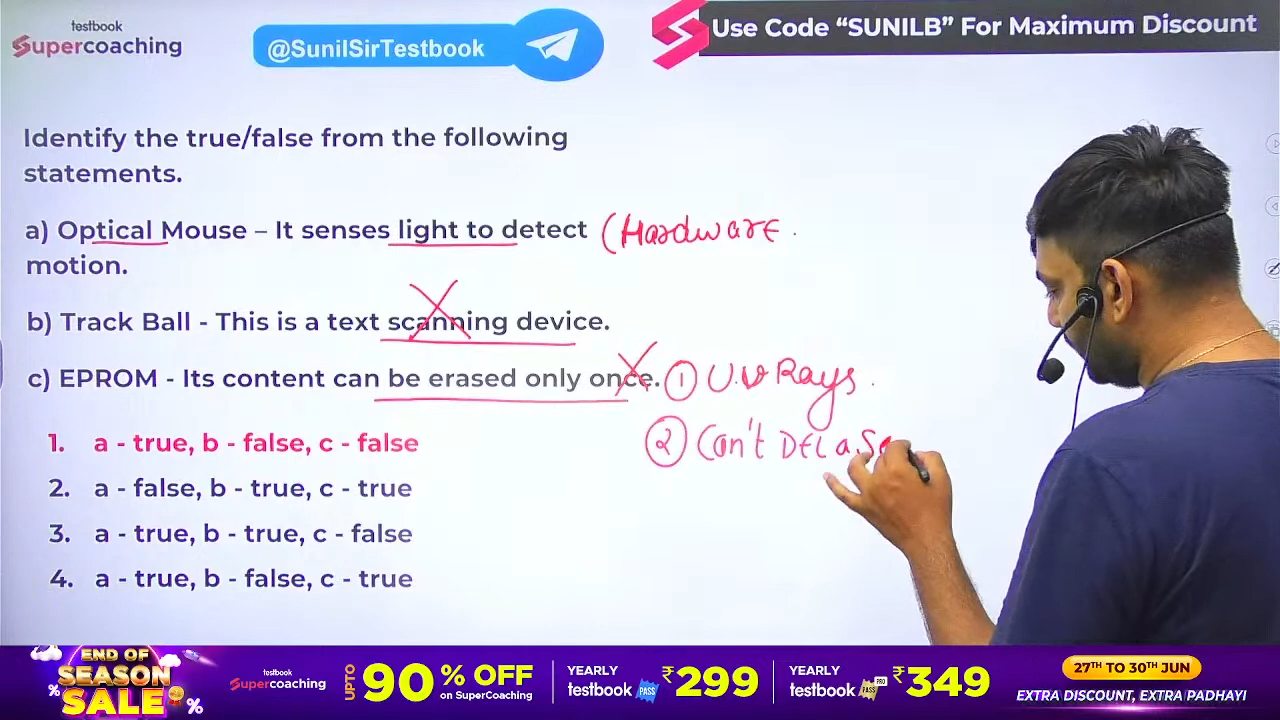 testbook
Supercoaching
@SunilSirTestbook
Use Code “SUNILB” For Maximum Discount
Identify the true/false from the following
statements.
a) Optical Mouse – It senses light to detect (Hardware.
motion.
b) Track Ball - This is a text scanning device.
c) EPROM - Its content can be erased only once. ① U.V Rays.
② Can't
1. a - true, b - false, c - false
2. a - false, b - true, c - true
3. a - true, b - true, c - false
4. a - true, b - false, c - true
END OF
SEASON
SALE
%
%
testbook
Supercoaching
UPTO 90% OFF
on SuperCoaching
YEARLY
testbook PASS ₹299
YEARLY
testbook PASS PRO ₹349
27TH TO 30TH JUN
EXTRA DISCOUNT, EXTRA PADHAYI